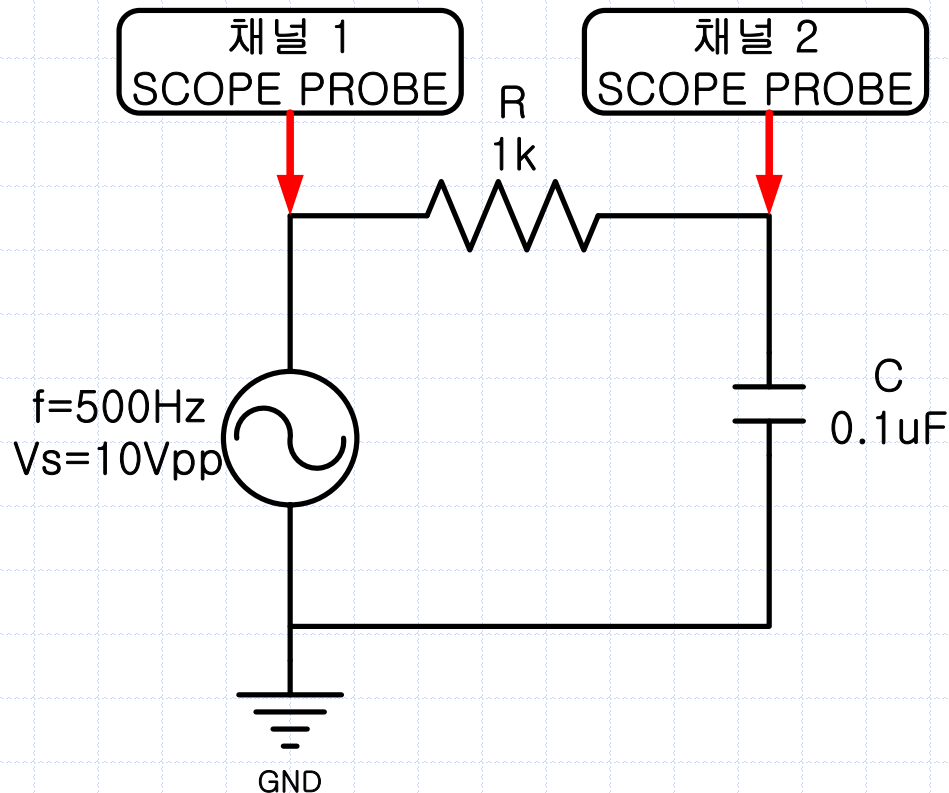 채널 1
SCOPE PROBE
채널 2
SCOPE PROBE
R
1k
f=500Hz
Vs=10Vpp
C
0.1uF
GND